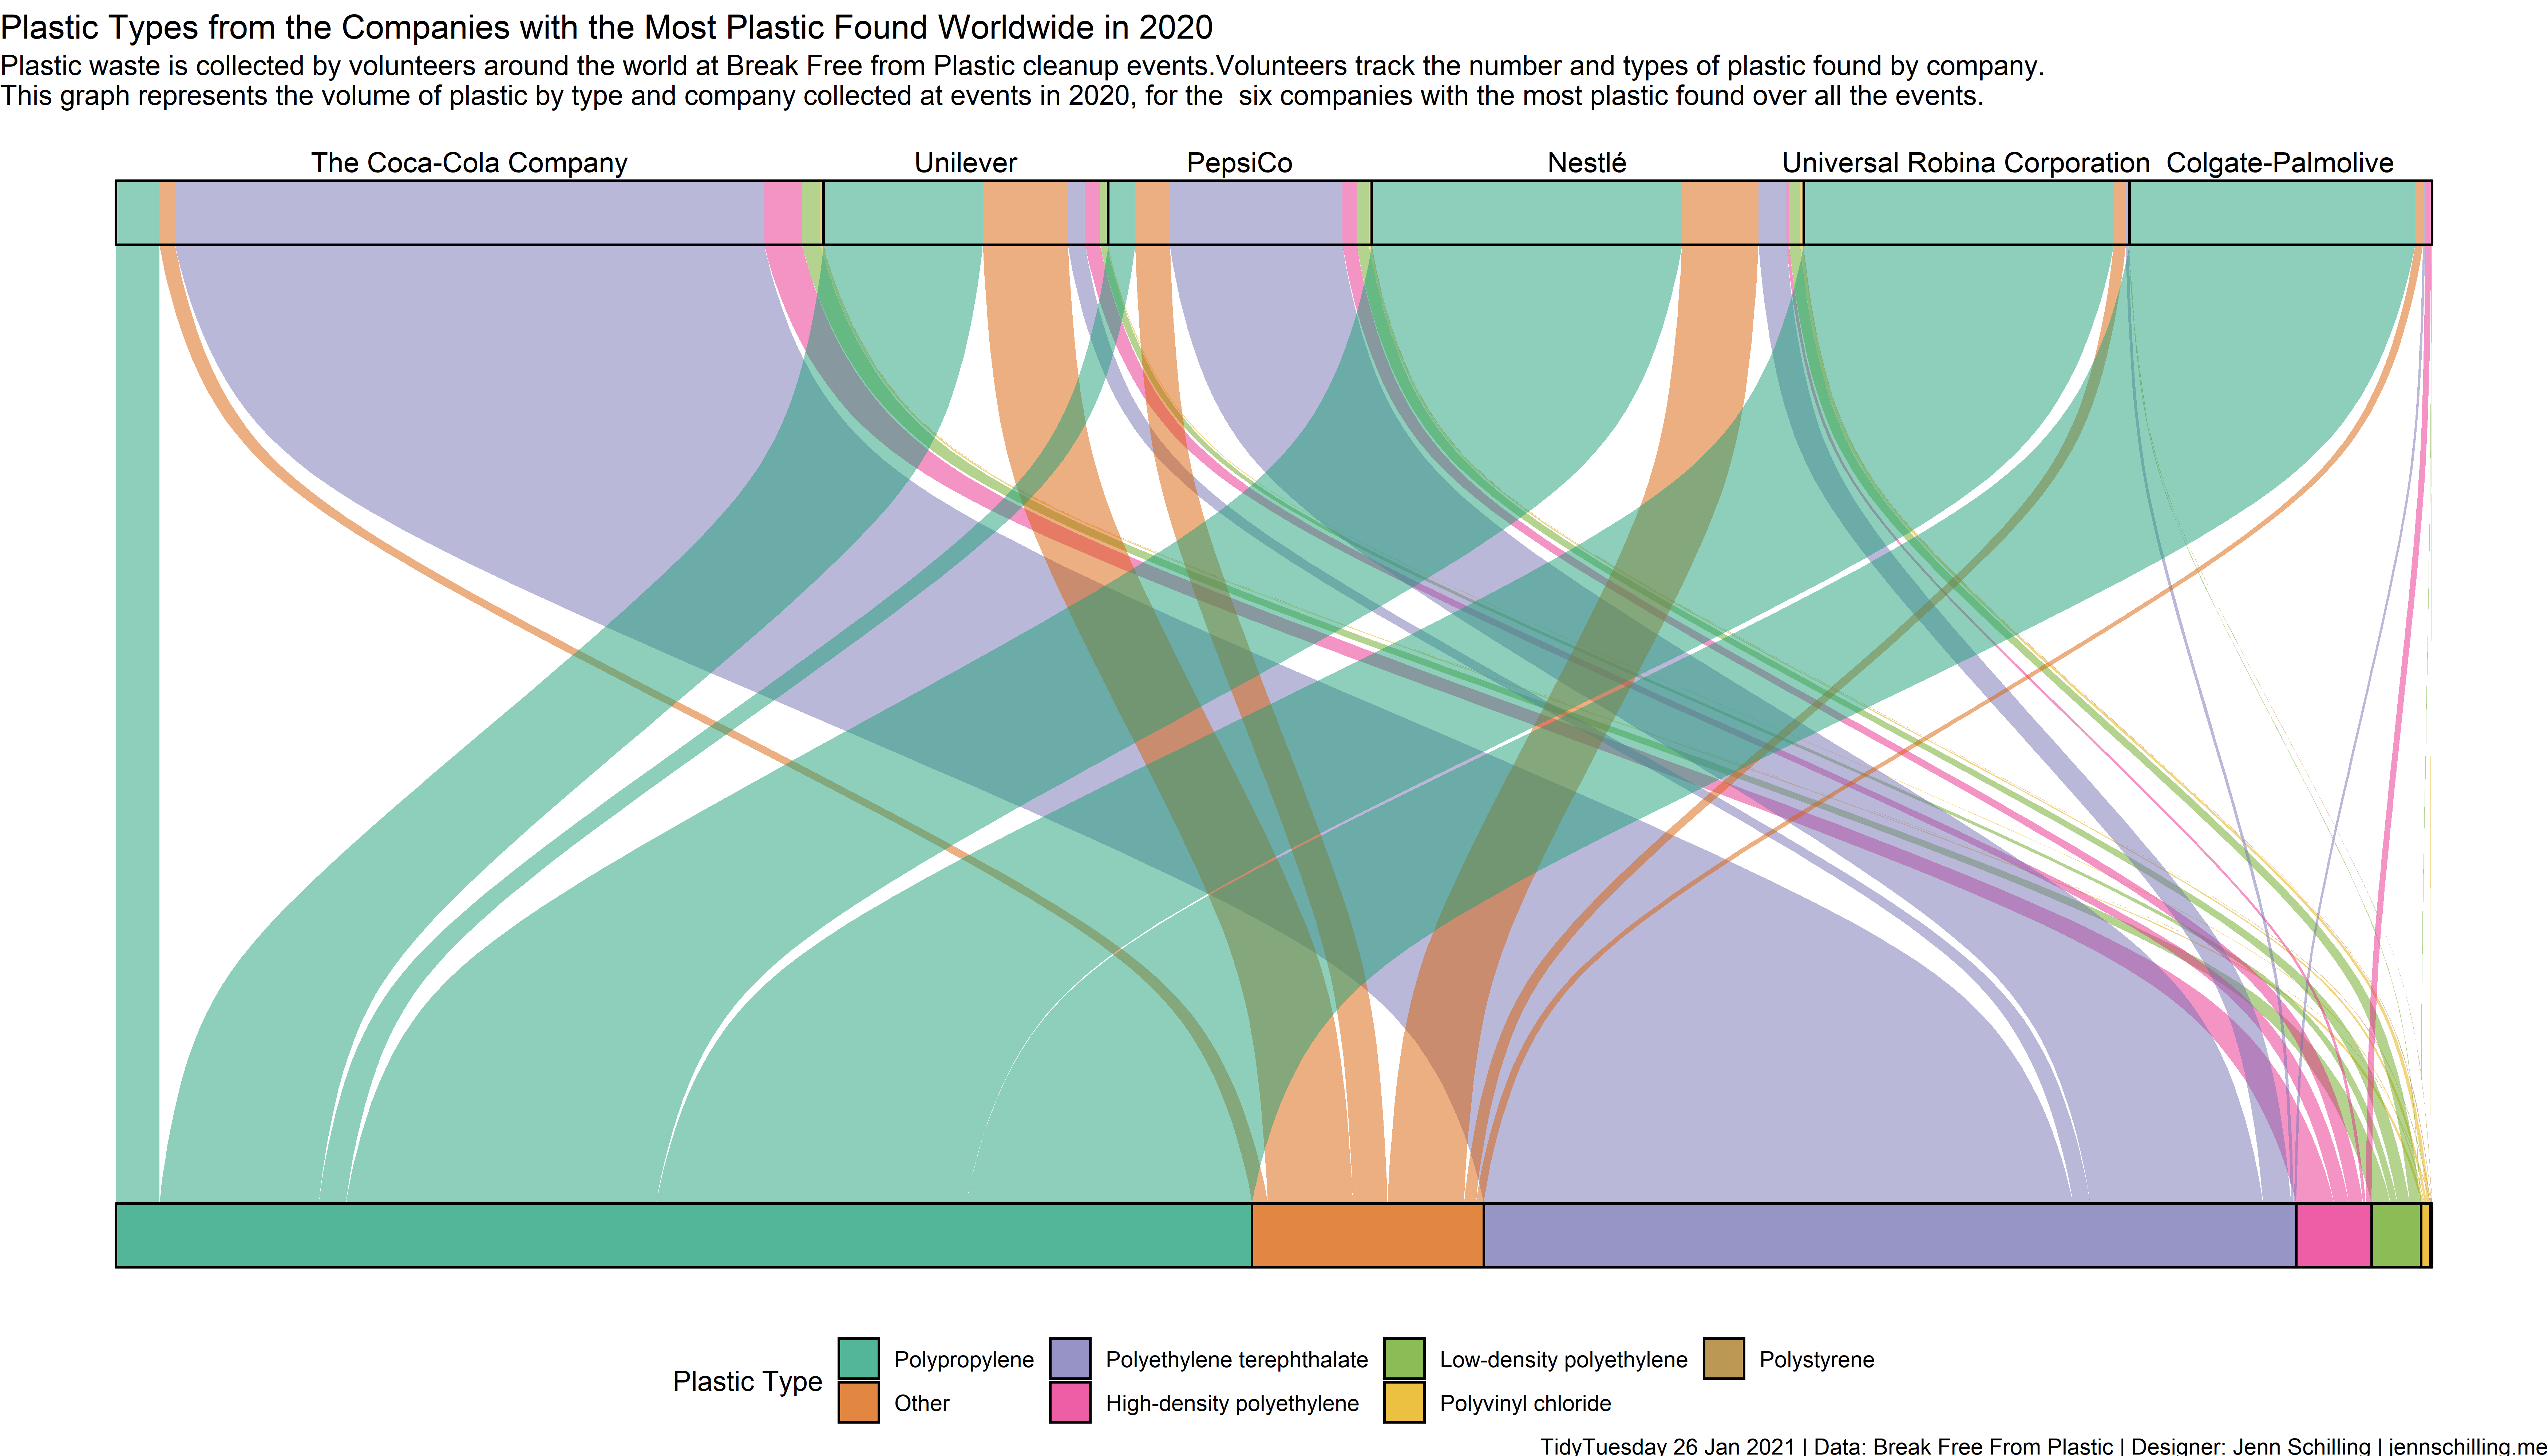 Plastic Types from the Companies with the Most Plastic Found Worldwide in 2020
Plastic waste is collected by volunteers around the world at Break Free from Plastic cleanup events.Volunteers track the number and types of plastic found by company.
This graph represents the volume of plastic by type and company collected at events in 2020, for the  six companies with the most plastic found over all the events.
The Coca-Cola Company Unilever PepsiCo Nestlé Universal Robina Corporation Colgate-Palmolive
Plastic Type
Polypropylene Polyethylene terephthalate Low-density polyethylene Polystyrene
Other High-density polyethylene Polyvinyl chloride
TidyTuesday 26 Jan 2021 | Data: Break Free From Plastic | Designer: Jenn Schilling | jennschilling.me